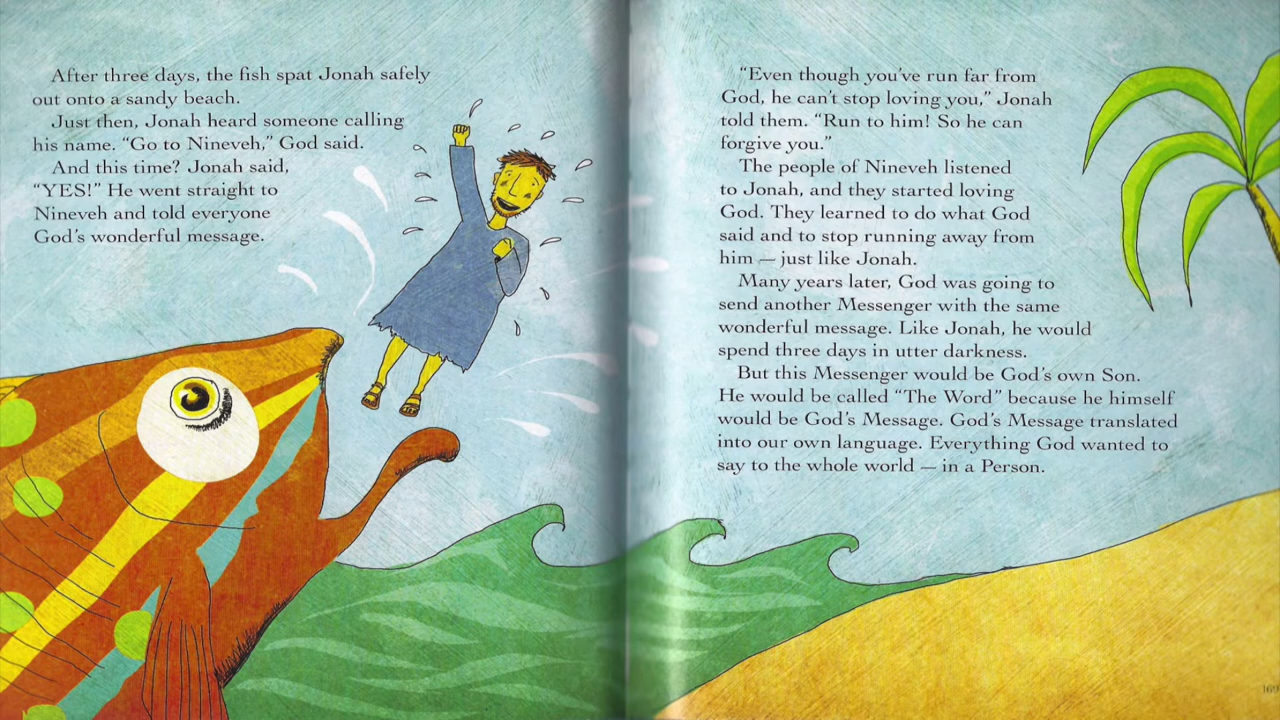 After three days, the fish spat Jonah safely
out onto a sandy beach.
Just then, Jonah heard someone calling
his name. “Go to Nineveh,” God said.
And this time? Jonah said,
“YES!” He went straight to
Nineveh and told everyone
God’s wonderful message.
“Even though you’ve run far from
God, he can’t stop loving you,” Jonah
told them. “Run to him! So he can
forgive you.”
The people of Nineveh listened
to Jonah, and they started loving
God. They learned to do what God
said and to stop running away from
him — just like Jonah.
Many years later, God was going to
send another Messenger with the same
wonderful message. Like Jonah, he would
spend three days in utter darkness.
But this Messenger would be God’s own Son.
He would be called “The Word” because he himself
would be God’s Message. God’s Message translated
into our own language. Everything God wanted to
say to the whole world — in a Person.
169